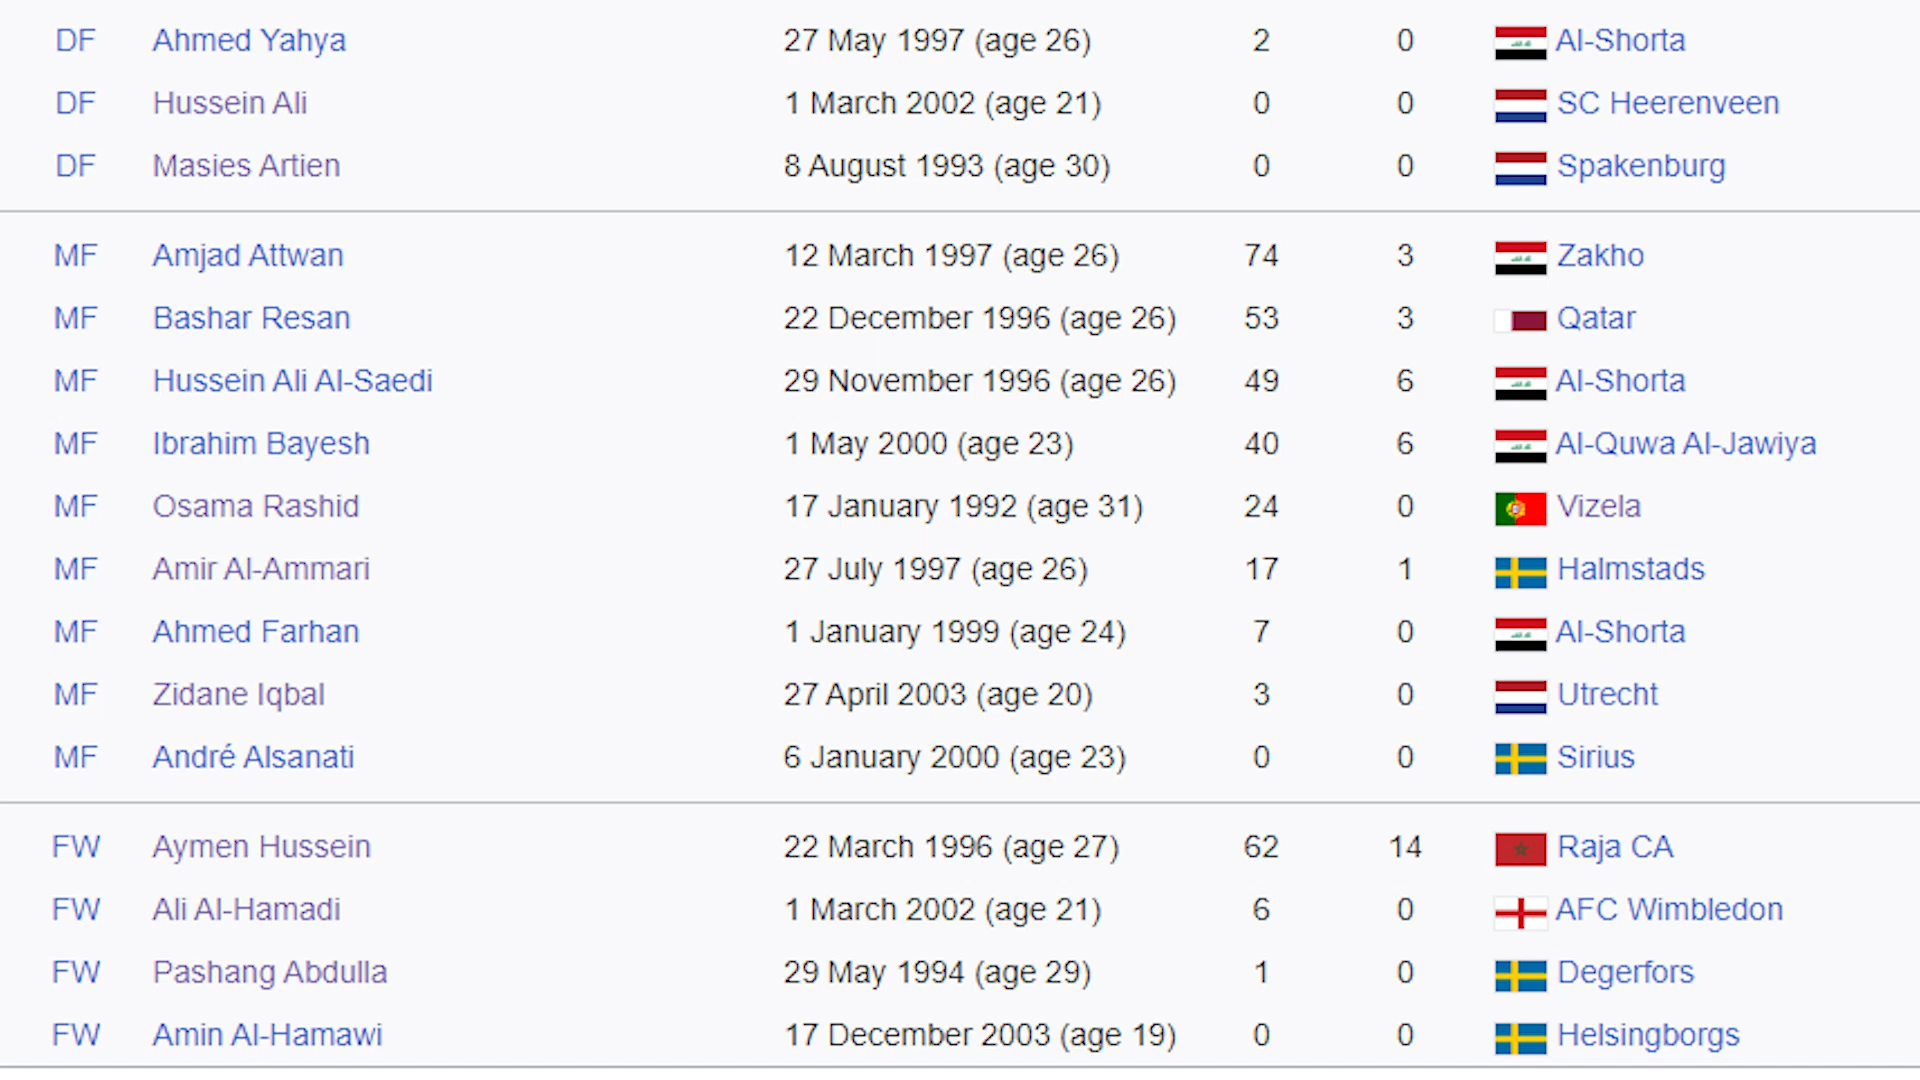 DF Ahmed Yahya 27 May 1997 (age 26) 2 0 Al-Shorta
DF Hussein Ali 1 March 2002 (age 21) 0 0 SC Heerenveen
DF Masies Artien 8 August 1993 (age 30) 0 0 Spakenburg
MF Amjad Attwan 12 March 1997 (age 26) 74 3 Zakho
MF Bashar Resan 22 December 1996 (age 26) 53 3 Qatar
MF Hussein Ali Al-Saedi 29 November 1996 (age 26) 49 6 Al-Shorta
MF Ibrahim Bayesh 1 May 2000 (age 23) 40 6 Al-Quwa Al-Jawiya
MF Osama Rashid 17 January 1992 (age 31) 24 0 Vizela
MF Amir Al-Ammari 27 July 1997 (age 26) 17 1 Halmstads
MF Ahmed Farhan 1 January 1999 (age 24) 7 0 Al-Shorta
MF Zidane Iqbal 27 April 2003 (age 20) 3 0 Utrecht
MF André Alsanati 6 January 2000 (age 23) 0 0 Sirius
FW Aymen Hussein 22 March 1996 (age 27) 62 14 Raja CA
FW Ali Al-Hamadi 1 March 2002 (age 21) 6 0 AFC Wimbledon
FW Pashang Abdulla 29 May 1994 (age 29) 1 0 Degerfors
FW Amin Al-Hamawi 17 December 2003 (age 19) 0 0 Helsingborgs